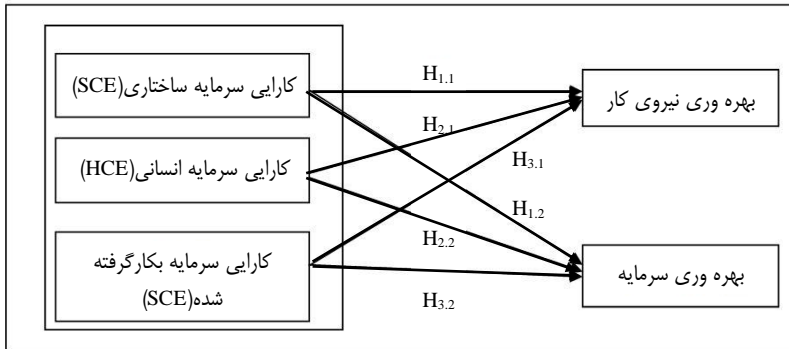 کارایی سرمایه ساختاری(SCE)
کارایی سرمایه انسانی(HCE)
کارایی سرمایه بکارگرفته
شده(SCE)
H1.1
H2.1
H3.1
H1.2
H2.2
H3.2
بهره وری نیروی کار
بهره وری سرمایه